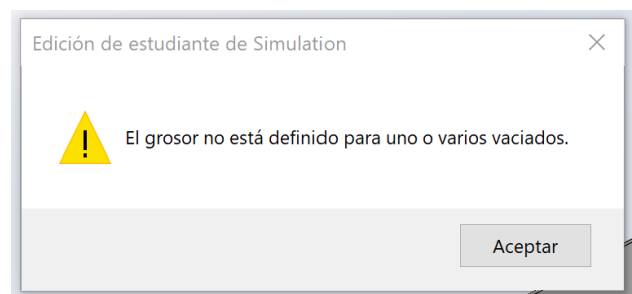 Edición de estudiante de Simulation
El grosor no está definido para uno o varios vaciados.
Aceptar